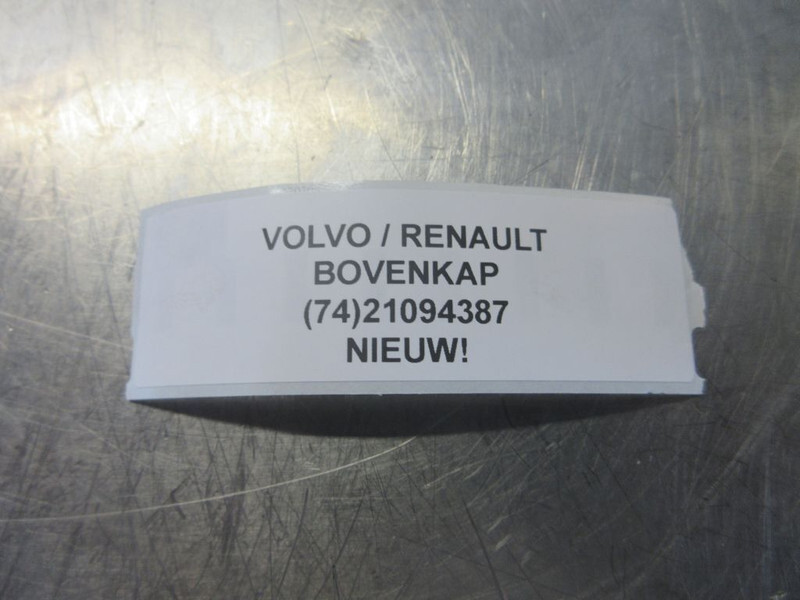 VOLVO / RENAULT
BOVENKAP
(74)21094387
NIEUW!